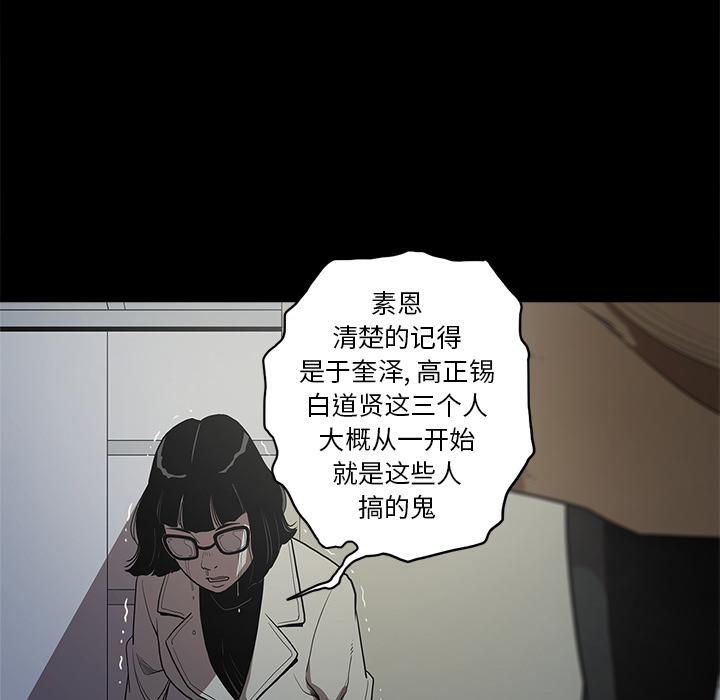 素恩
清楚的记得
是于奎泽, 高正锡
白道贤这三个人
大概从一开始
就是这些人
搞的鬼